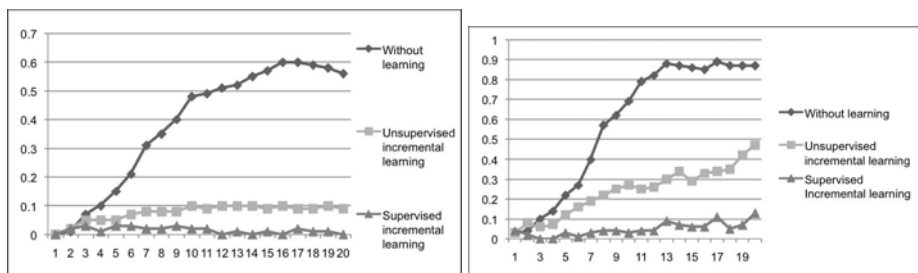 0.7
0.6
0.5
0.4
0.3
0.2
0.1
0
1 2 3 4 5 6 7 8 9 10 11 12 13 14 15 16 17 18 19 20
Without
learning
Unsupervised
incremental
learning
Supervised
incremental
learning
1
0.9
0.8
0.7
0.6
0.5
0.4
0.3
0.2
0.1
0
1 3 5 7 9 11 13 15 17 19
Without learning
Unsupervised
incremental learning
Supervised
Incremental learning